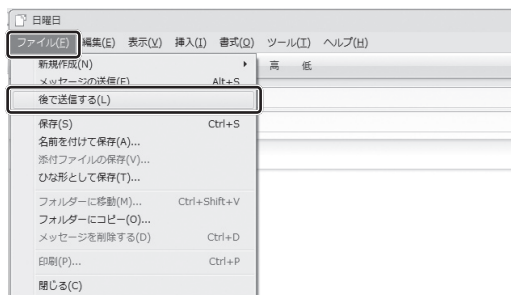 日曜日
ファイル(F) 編集(E) 表示(V) 挿入(I) 書式(O) ツール(T) ヘルプ(H)
新規作成(N)
高 低
メッセージの送信(E) Alt+S
後で送信する(L)
保存(S) Ctrl+S
名前を付けて保存(A)...
添付ファイルの保存(V)...
ひな形として保存(T)...
フォルダーに移動(M)... Ctrl+Shift+V
フォルダーにコピー(O)...
メッセージを削除する(D) Ctrl+D
印刷(P)... Ctrl+P
閉じる(C)